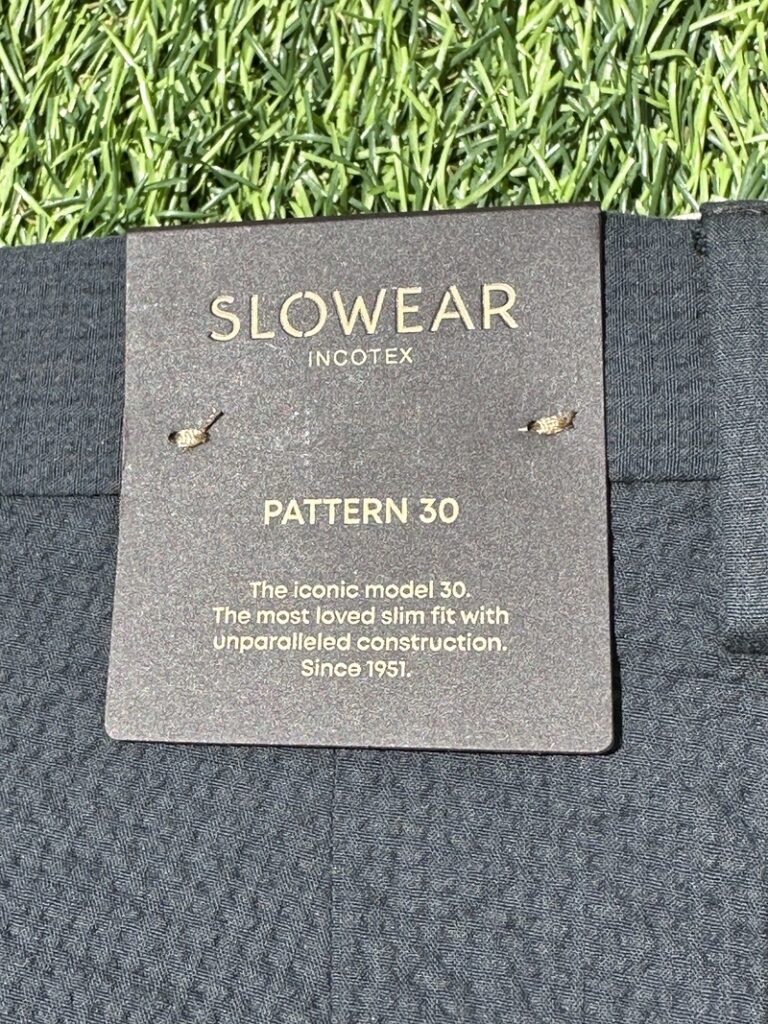 SLOWEAR
INCOTEX
PATTERN 30
The iconic model 30.
The most loved slim fit with
unparalleled construction.
Since 1951.